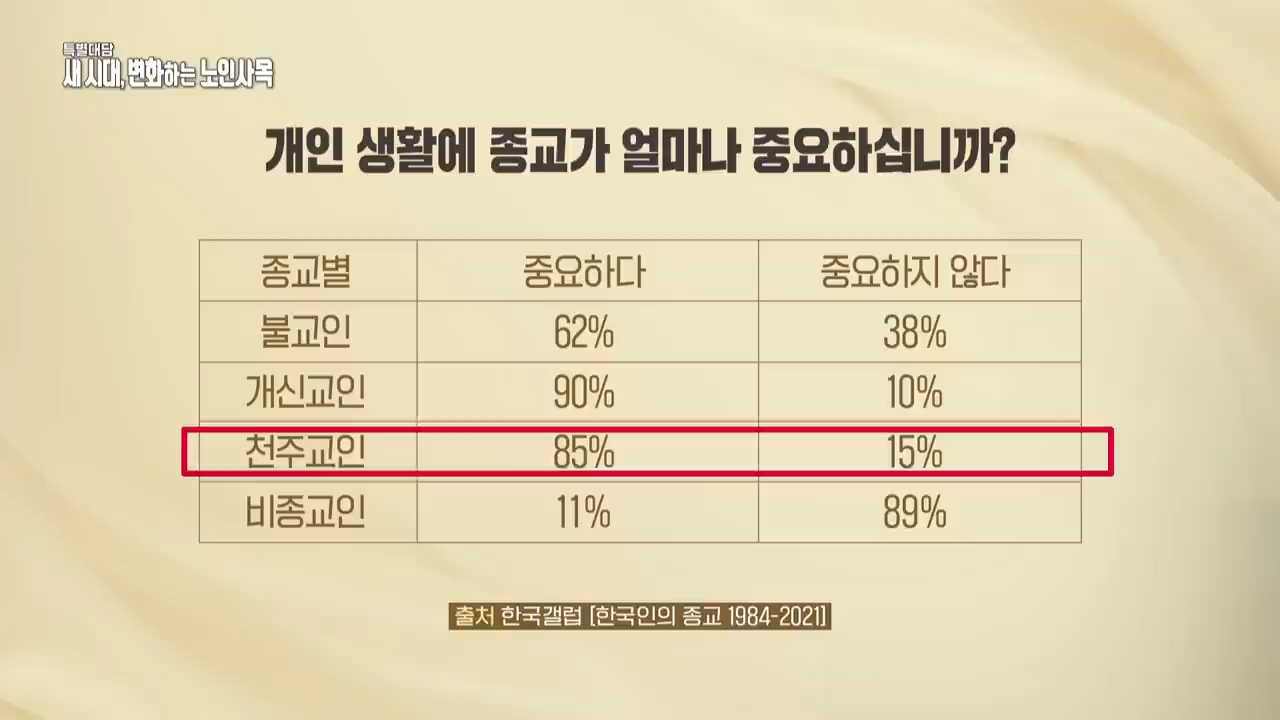 특별대담
새 시대, 변화하는 노인사목
개인 생활에 종교가 얼마나 중요하십니까?
종교별 중요하다 중요하지 않다
불교인 62% 38%
개신교인 90% 10%
천주교인 85% 15%
비종교인 11% 89%
출처 한국갤럽 [한국인의 종교 1984-2021]